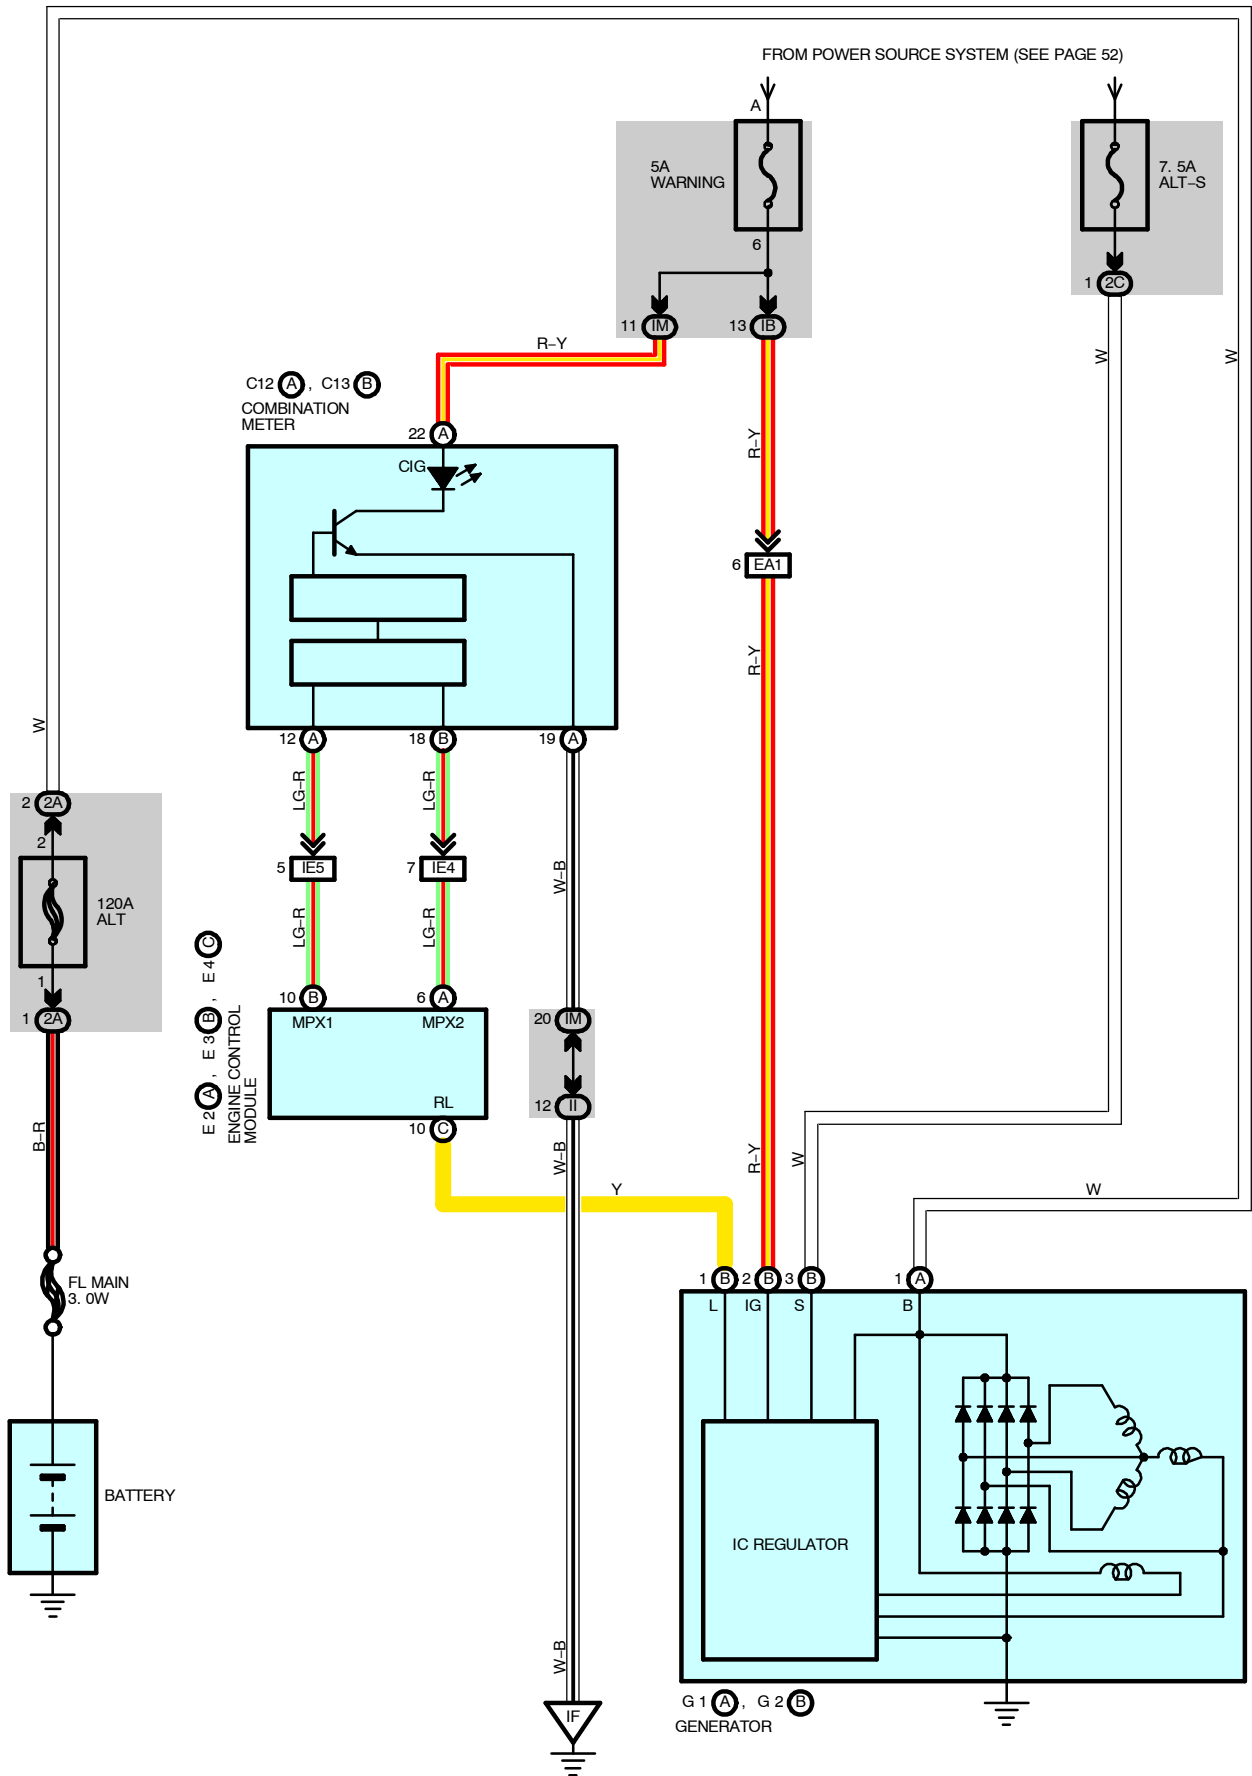 FROM POWER SOURCE SYSTEM (SEE PAGE 52)
A
5A
WARNING
7. 5A
ALT-S
6
1 2C
11 IM
13 IB
R-Y
W
W
C12 A , C13 B
COMBINATION
METER
22 A
CIG
R-Y
6 EA1
R-Y
W
12 A
18 B
19 A
LG-R
LG-R
2 2A
2
5 IE5
7 IE4
W-B
120A
ALT
LG-R
LG-R
1
1 2A
10 B
6 A
MPX1
MPX2
20 IM
E 2 A , E 3 B , E 4 C
ENGINE CONTROL
MODULE
RL
10 C
12 II
B-R
W-B
R-Y
W
Y
W
FL MAIN
3. 0W
1 B
2 B
3 B
1 A
L
IG
S
B
BATTERY
IC REGULATOR
W-B
IF
G 1 A , G 2 B
GENERATOR